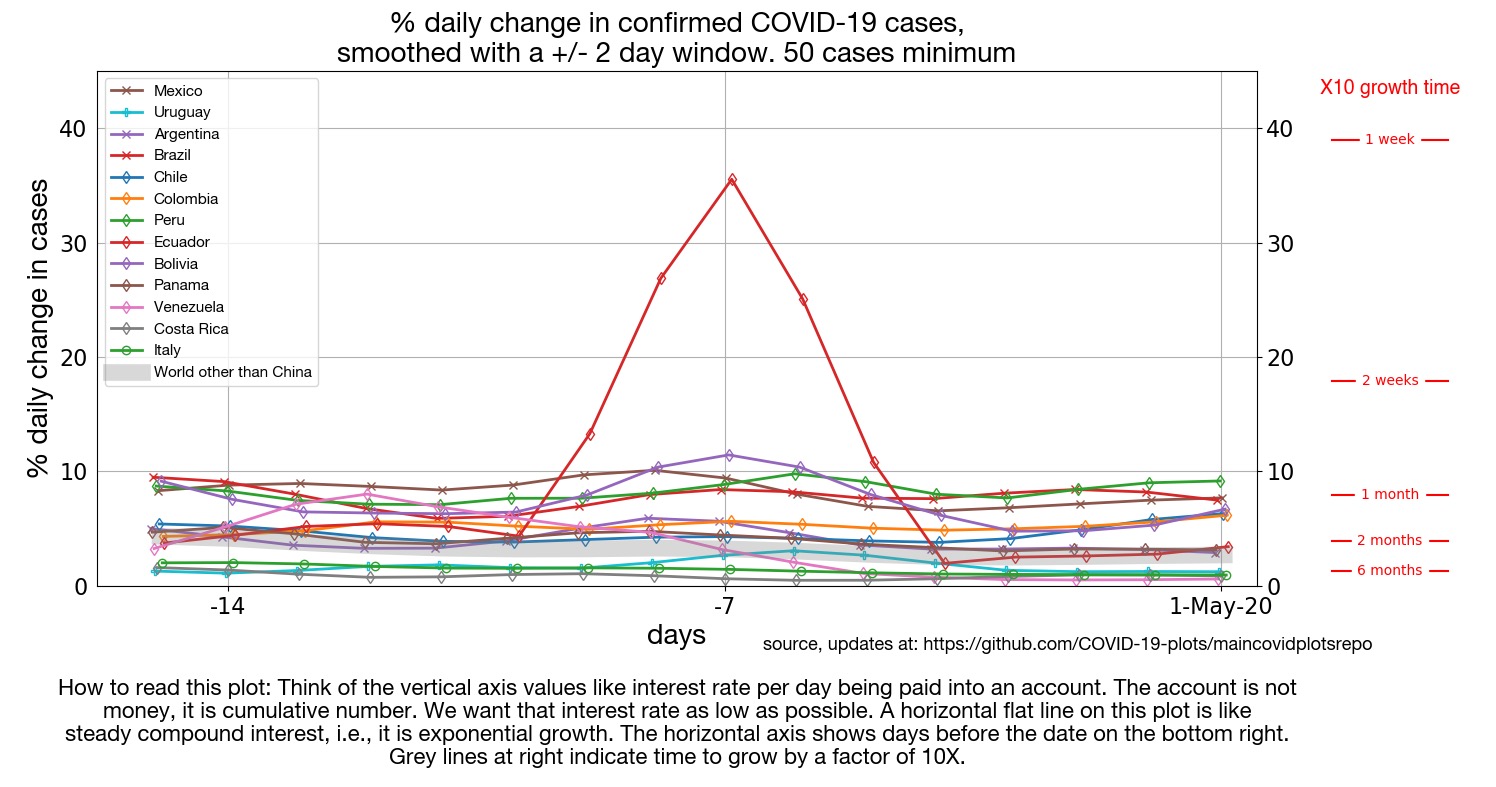 % daily change in confirmed COVID-19 cases,
smoothed with a +/- 2 day window. 50 cases minimum
X10 growth time
Mexico
Uruguay
Argentina
Brazil
Chile
Colombia
Peru
Ecuador
Bolivia
Panama
Venezuela
Costa Rica
Italy
World other than China
% daily change in cases
40
30
20
10
0
40
30
20
10
0
1 week
2 weeks
1 month
2 months
6 months
-14
-7
1-May-20
days
source, updates at: https://github.com/COVID-19-plots/maincovidplotsrepo
How to read this plot: Think of the vertical axis values like interest rate per day being paid into an account. The account is not
money, it is cumulative number. We want that interest rate as low as possible. A horizontal flat line on this plot is like
steady compound interest, i.e., it is exponential growth. The horizontal axis shows days before the date on the bottom right.
Grey lines at right indicate time to grow by a factor of 10X.